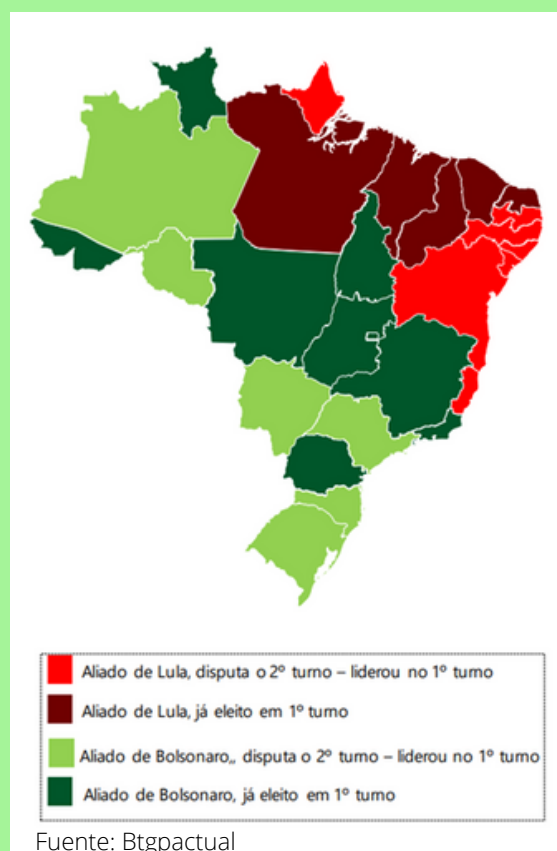 Aliado de Lula, disputa o 2º turno – liderou no 1º turno
Aliado de Lula, já eleito em 1º turno
Aliado de Bolsonaro,, disputa o 2º turno – liderou no 1º turno
Aliado de Bolsonaro, já eleito em 1º turno
Fuente: Btgpactual